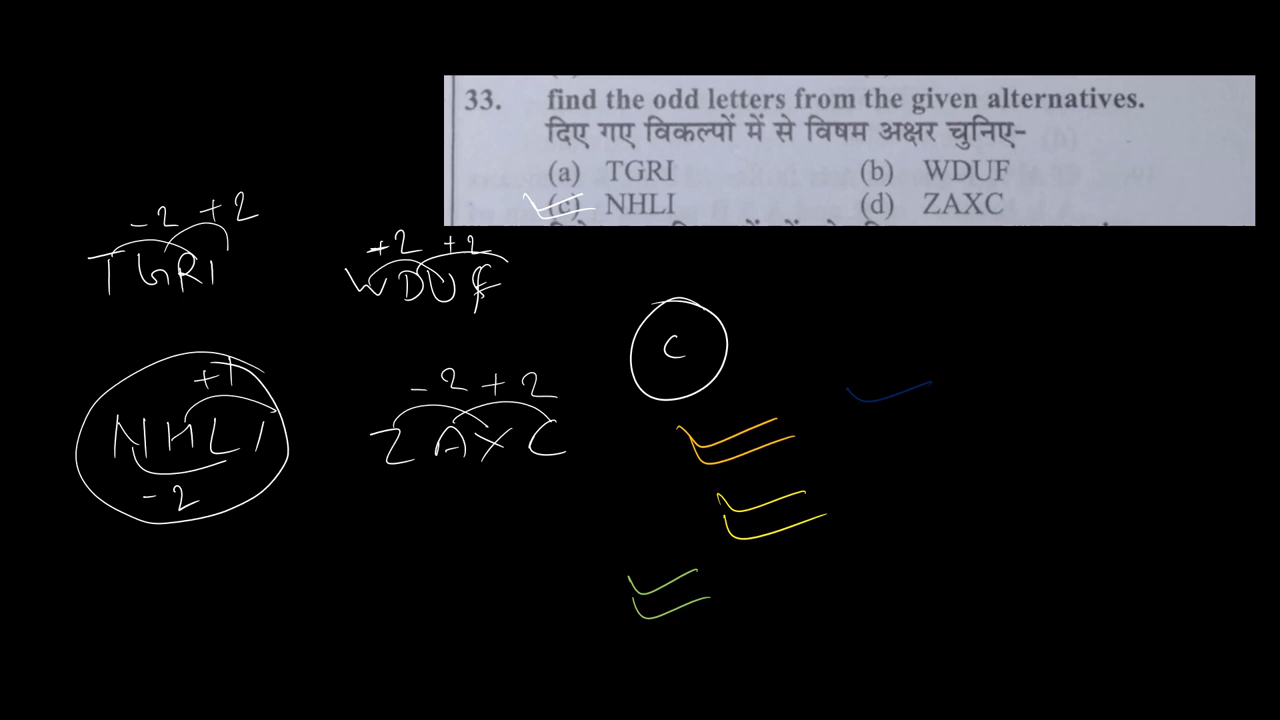 33. find the odd letters from the given alternatives.
दिए गए विकल्पों में से विषम अक्षर चुनिए-
(a) TGRI (b) WDUF
(c) NHLI (d) ZAXC
-2 +2
TGRI
+2 +2
WDUF
C
+1
NHLI
-2
-2 +2
ZAXC